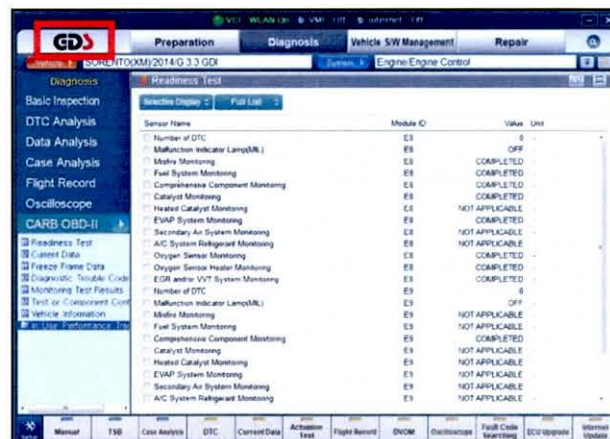 VCI WLAN On VMI Off Internet Off
GDS Preparation Diagnosis Vehicle S/W Management Repair
Vehicle SORENTO(XM)/2014/G 3.3 GDI System Engine/Engine Control
Diagnosis Readiness Test
Basic Inspection
DTC Analysis
Data Analysis
Case Analysis
Flight Record
Oscilloscope
CARB OBD-II
Readiness Test
Current Data
Freeze Frame Data
Diagnostic Trouble Code
Monitoring Test Results
Test or Component Cont
Vehicle Information
In Use Performance Tra
Selective Display Full List
Sensor Name Module ID Value Unit
Number of DTC E8 0 -
Malfunction Indicator Lamp(MIL) E8 OFF -
Misfire Monitoring E8 COMPLETED -
Fuel System Monitoring E8 COMPLETED -
Comprehensive Component Monitoring E8 COMPLETED -
Catalyst Monitoring E8 COMPLETED -
Heated Catalyst Monitoring E8 NOT APPLICABLE -
EVAP System Monitoring E8 COMPLETED -
Secondary Air System Monitoring E8 NOT APPLICABLE -
A/C System Refrigerant Monitoring E8 NOT APPLICABLE -
Oxygen Sensor Monitoring E8 COMPLETED -
Oxygen Sensor Heater Monitoring E8 COMPLETED -
EGR and/or VVT System Monitoring E8 COMPLETED -
Number of DTC E9 0 -
Malfunction Indicator Lamp(MIL) E9 OFF -
Misfire Monitoring E9 NOT APPLICABLE -
Fuel System Monitoring E9 NOT APPLICABLE -
Comprehensive Component Monitoring E9 COMPLETED -
Catalyst Monitoring E9 NOT APPLICABLE -
Heated Catalyst Monitoring E9 NOT APPLICABLE -
EVAP System Monitoring E9 NOT APPLICABLE -
Secondary Air System Monitoring E9 NOT APPLICABLE -
A/C System Refrigerant Monitoring E9 NOT APPLICABLE -
Setup Manual TSB Case Analysis DTC Current Data Actuation Test Flight Record DVOM Oscilloscope Fault Code Searching ECU Upgrade Internet Update